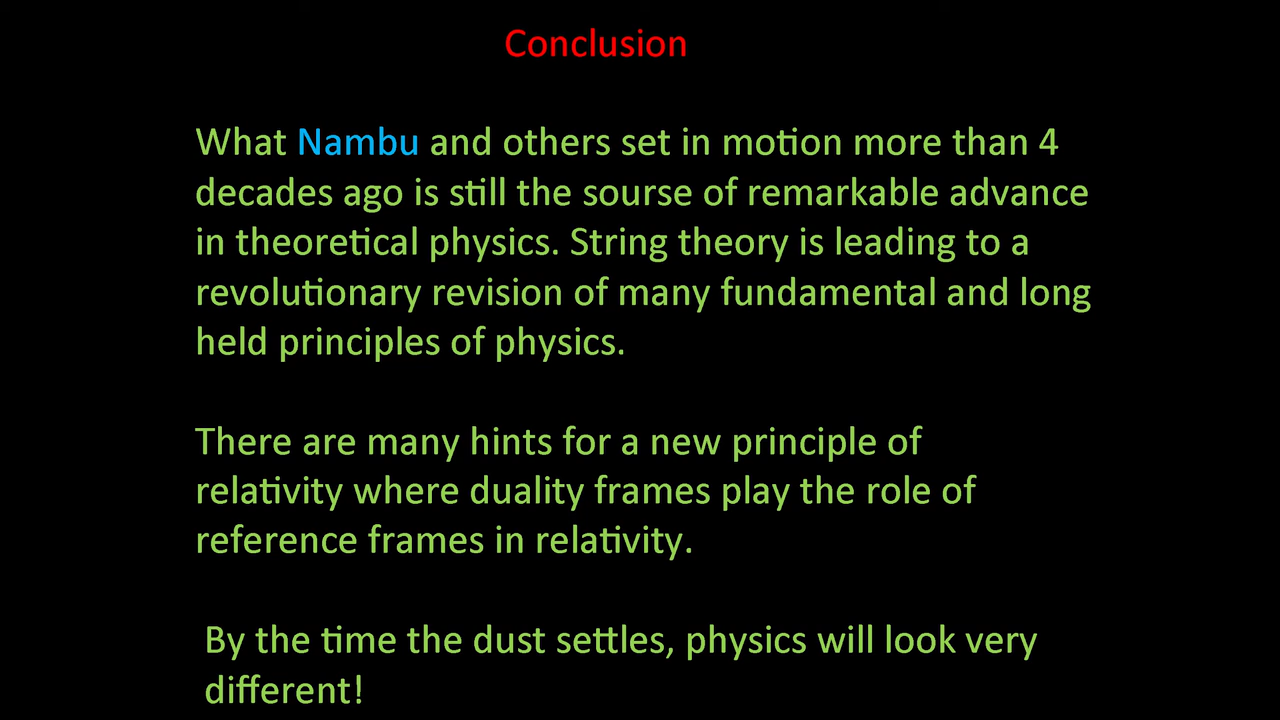 Conclusion
What Nambu and others set in motion more than 4
decades ago is still the sourse of remarkable advance
in theoretical physics. String theory is leading to a
revolutionary revision of many fundamental and long
held principles of physics.
There are many hints for a new principle of
relativity where duality frames play the role of
reference frames in relativity.
By the time the dust settles, physics will look very
different!